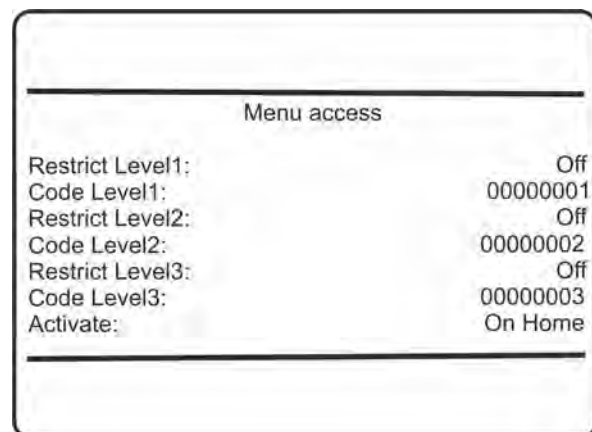 Menu access
Restrict Level1: Off
Code Level1: 00000001
Restrict Level2: Off
Code Level2: 00000002
Restrict Level3: Off
Code Level3: 00000003
Activate: On Home